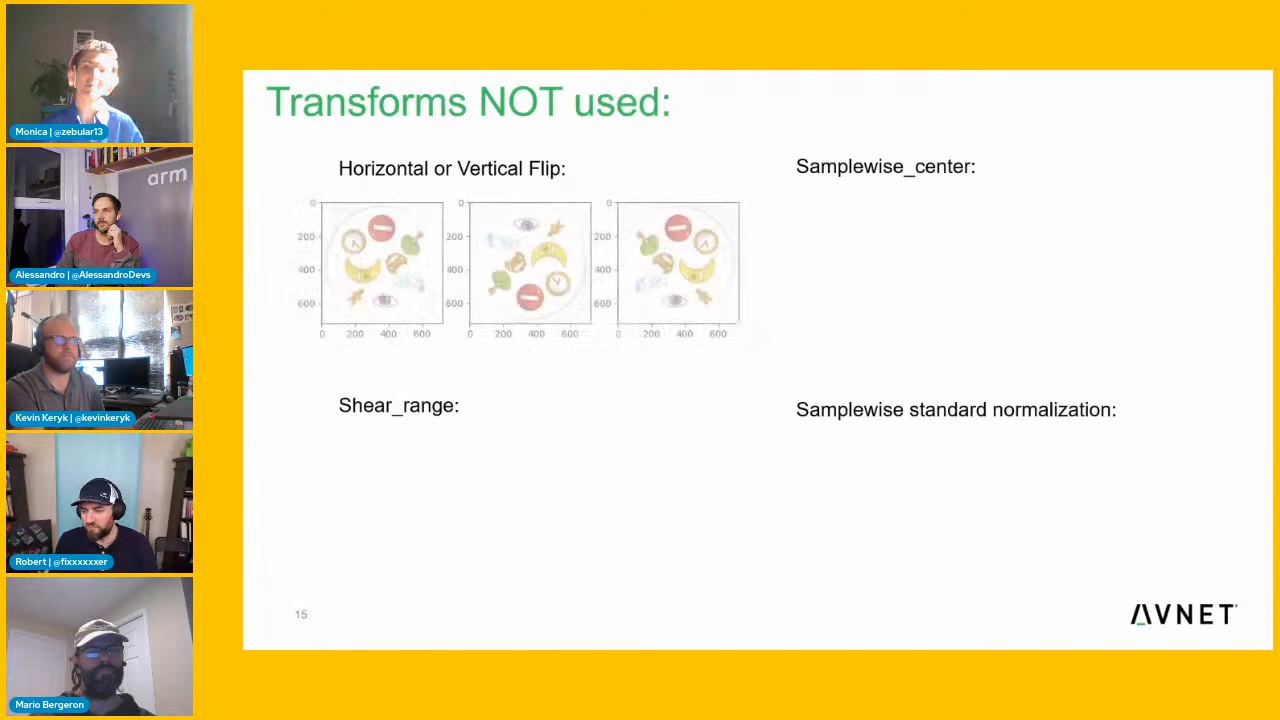 Monica | @zebular13
arm
Alessandro | @AlessandroDevs
Kevin Keryk | @kevinkeryk
Robert | @fixxxxxxer
Mario Bergeron
Transforms NOT used:
Horizontal or Vertical Flip:
0
200
400
600
0 200 400 600
0
200
400
600
0 200 400 600
0
200
400
600
0 200 400 600
Samplewise_center:
Shear_range:
Samplewise standard normalization:
15
AVNET